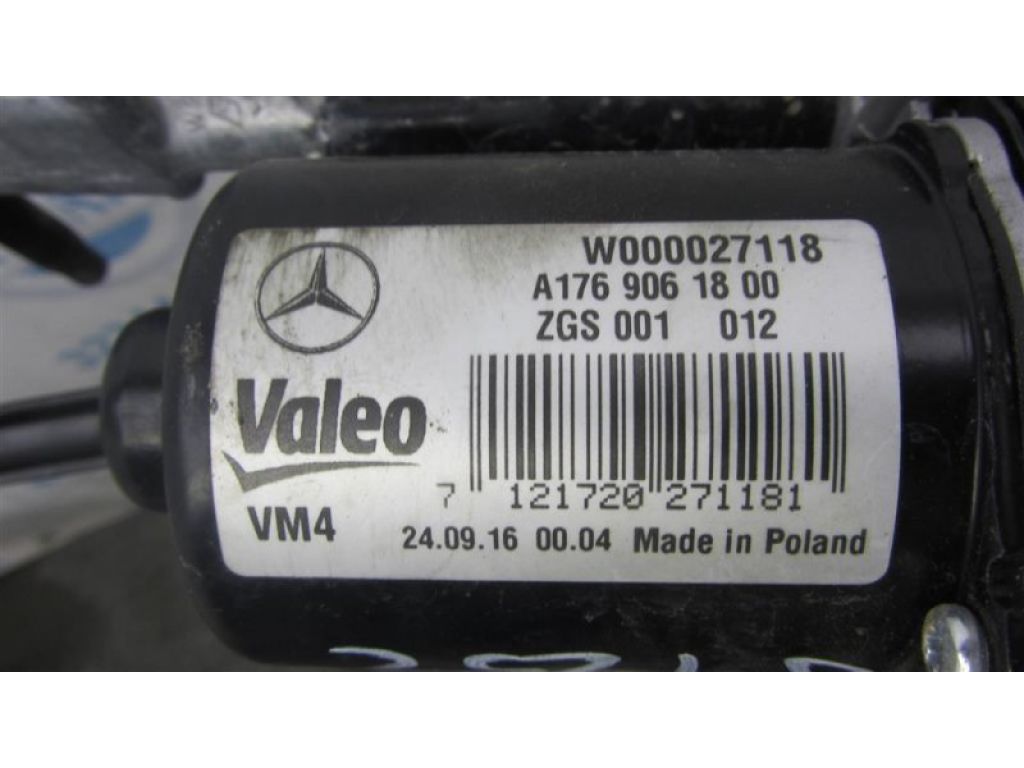 W000027118
A176 906 18 00
ZGS 001 012
Valeo
7 121720 271181
VM4
24.09.16 00.04 Made in Poland